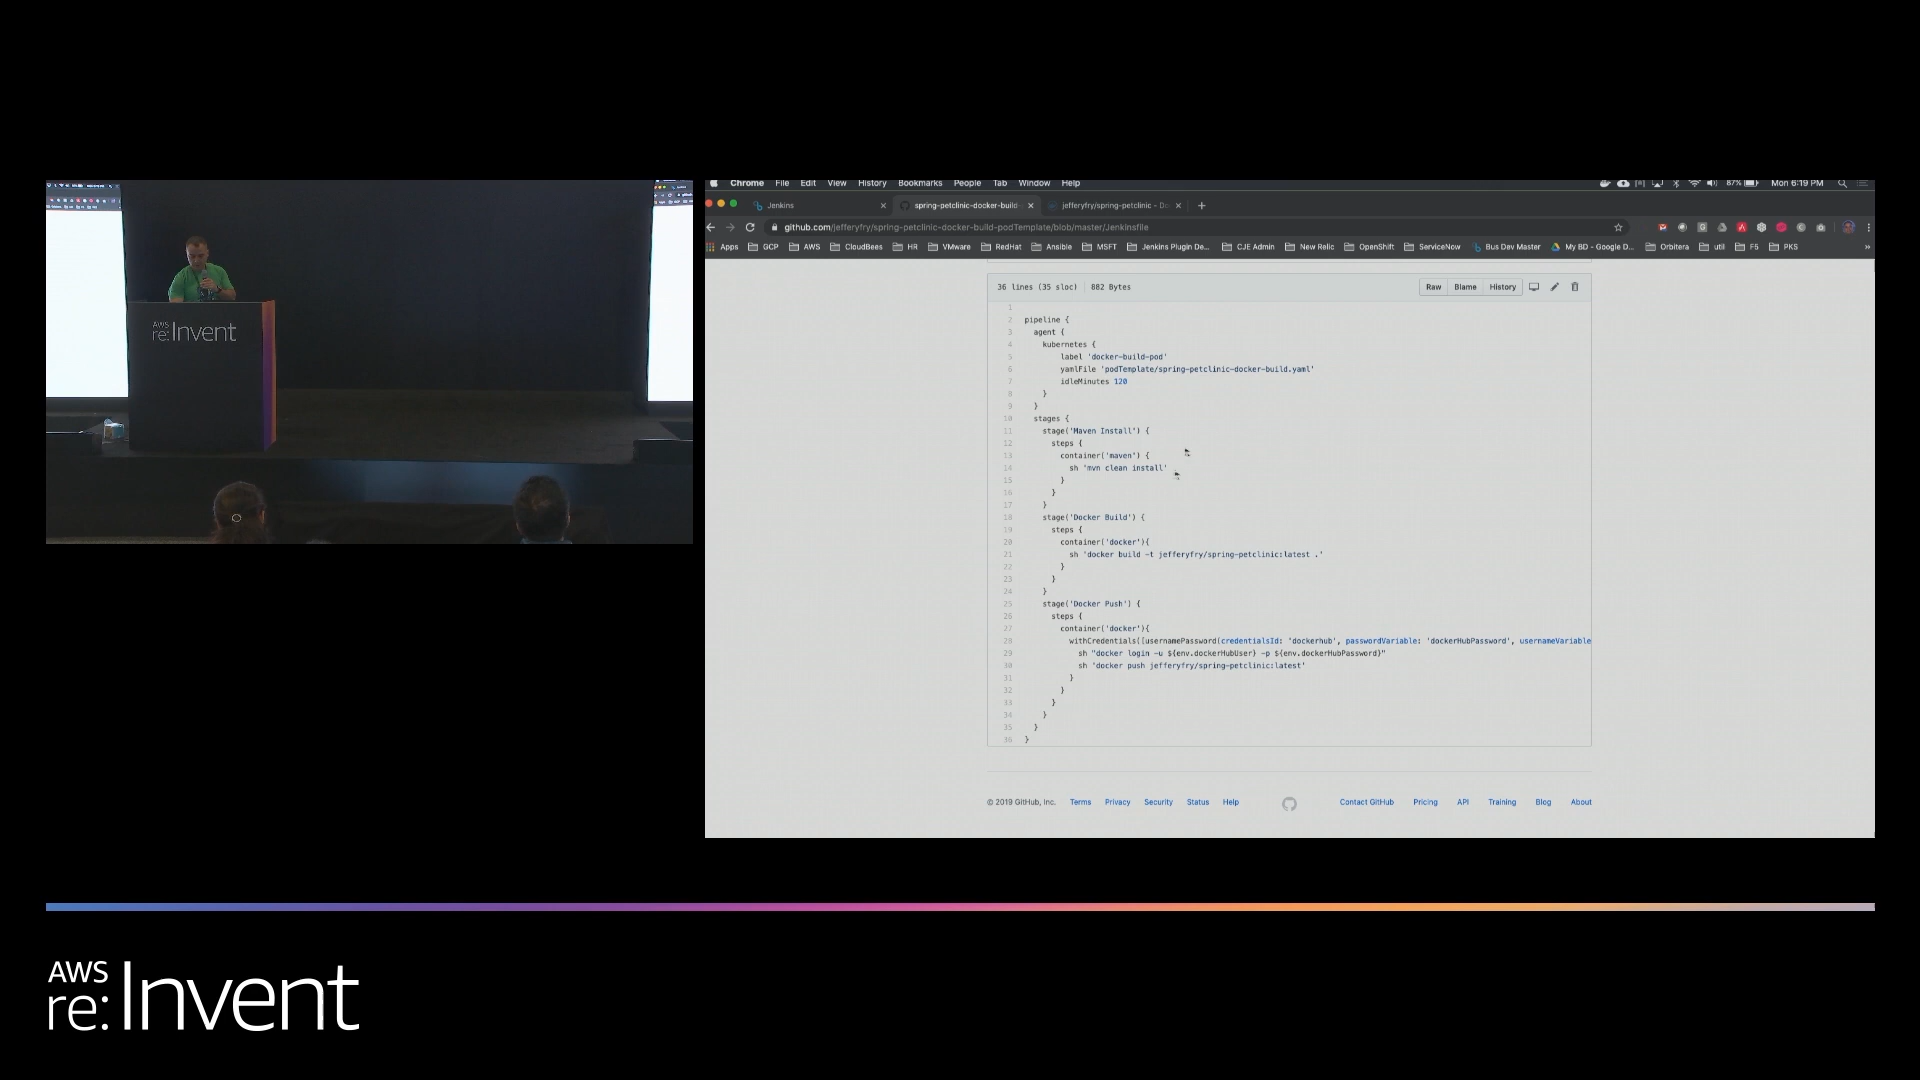 AWS
re:Invent
Chrome File Edit View History Bookmarks People Tab Window Help
87% Mon 6:19 PM
Jenkins spring-petclinic-docker-build jefferyfry/spring-petclinic - Do
github.com/jefferyfry/spring-petclinic-docker-build-podTemplate/blob/master/Jenkinsfile
Apps GCP AWS CloudBees HR VMware RedHat Ansible MSFT Jenkins Plugin De... CJE Admin New Relic OpenShift ServiceNow Bus Dev Master My BD - Google D... Orbitera util F5 PKS »
36 lines (35 sloc) 882 Bytes Raw Blame History
1
2 pipeline {
3 agent {
4 kubernetes {
5 label 'docker-build-pod'
6 yamlFile 'podTemplate/spring-petclinic-docker-build.yaml'
7 idleMinutes 120
8 }
9 }
10 stages {
11 stage('Maven Install') {
12 steps {
13 container('maven') {
14 sh 'mvn clean install'
15 }
16 }
17 }
18 stage('Docker Build') {
19 steps {
20 container('docker'){
21 sh 'docker build -t jefferyfry/spring-petclinic:latest .'
22 }
23 }
24 }
25 stage('Docker Push') {
26 steps {
27 container('docker'){
28 withCredentials([usernamePassword(credentialsId: 'dockerhub', passwordVariable: 'dockerHubPassword', usernameVariable
29 sh "docker login -u ${env.dockerHubUser} -p ${env.dockerHubPassword}"
30 sh 'docker push jefferyfry/spring-petclinic:latest'
31 }
32 }
33 }
34 }
35 }
36 }
© 2019 GitHub, Inc. Terms Privacy Security Status Help Contact GitHub Pricing API Training Blog About
AWS
re:Invent